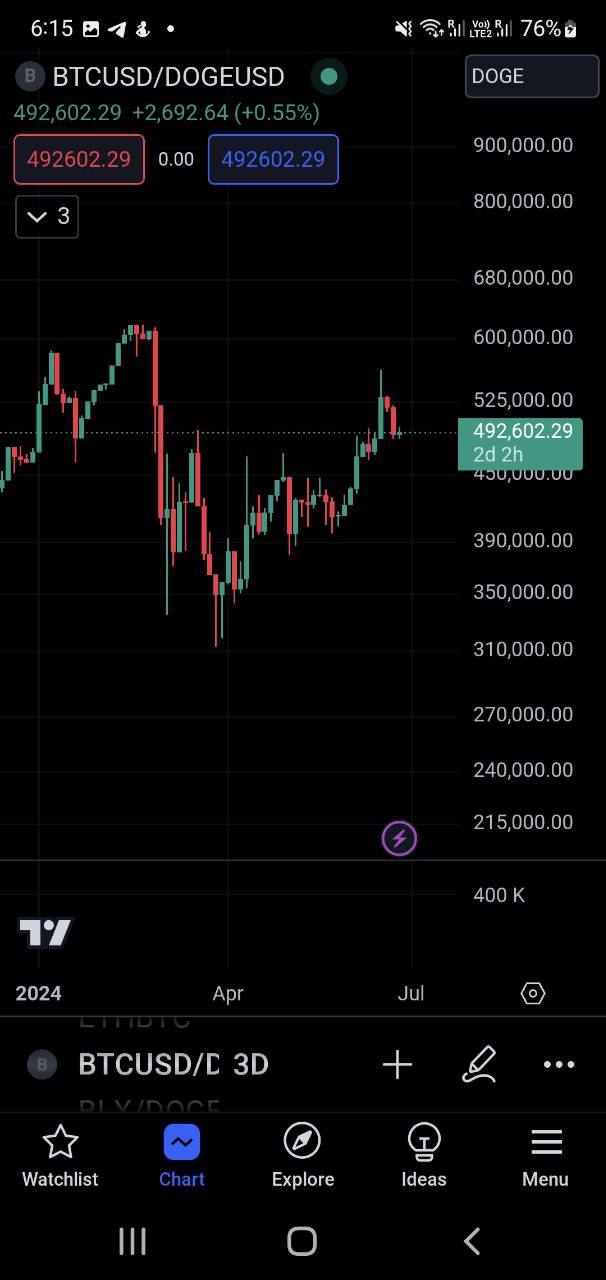 6:15
Vo))
LTE2
R
R
76%
B BTCUSD/DOGEUSD
DOGE
492,602.29 +2,692.64 (+0.55%)
492602.29 0.00 492602.29
3
900,000.00
800,000.00
680,000.00
600,000.00
525,000.00
492,602.29
2d 2h
450,000.00
390,000.00
350,000.00
310,000.00
270,000.00
240,000.00
215,000.00
400 K
2024 Apr Jul
ETHBTC
B BTCUSD/D 3D
BLX/DOGE
Watchlist Chart Explore Ideas Menu